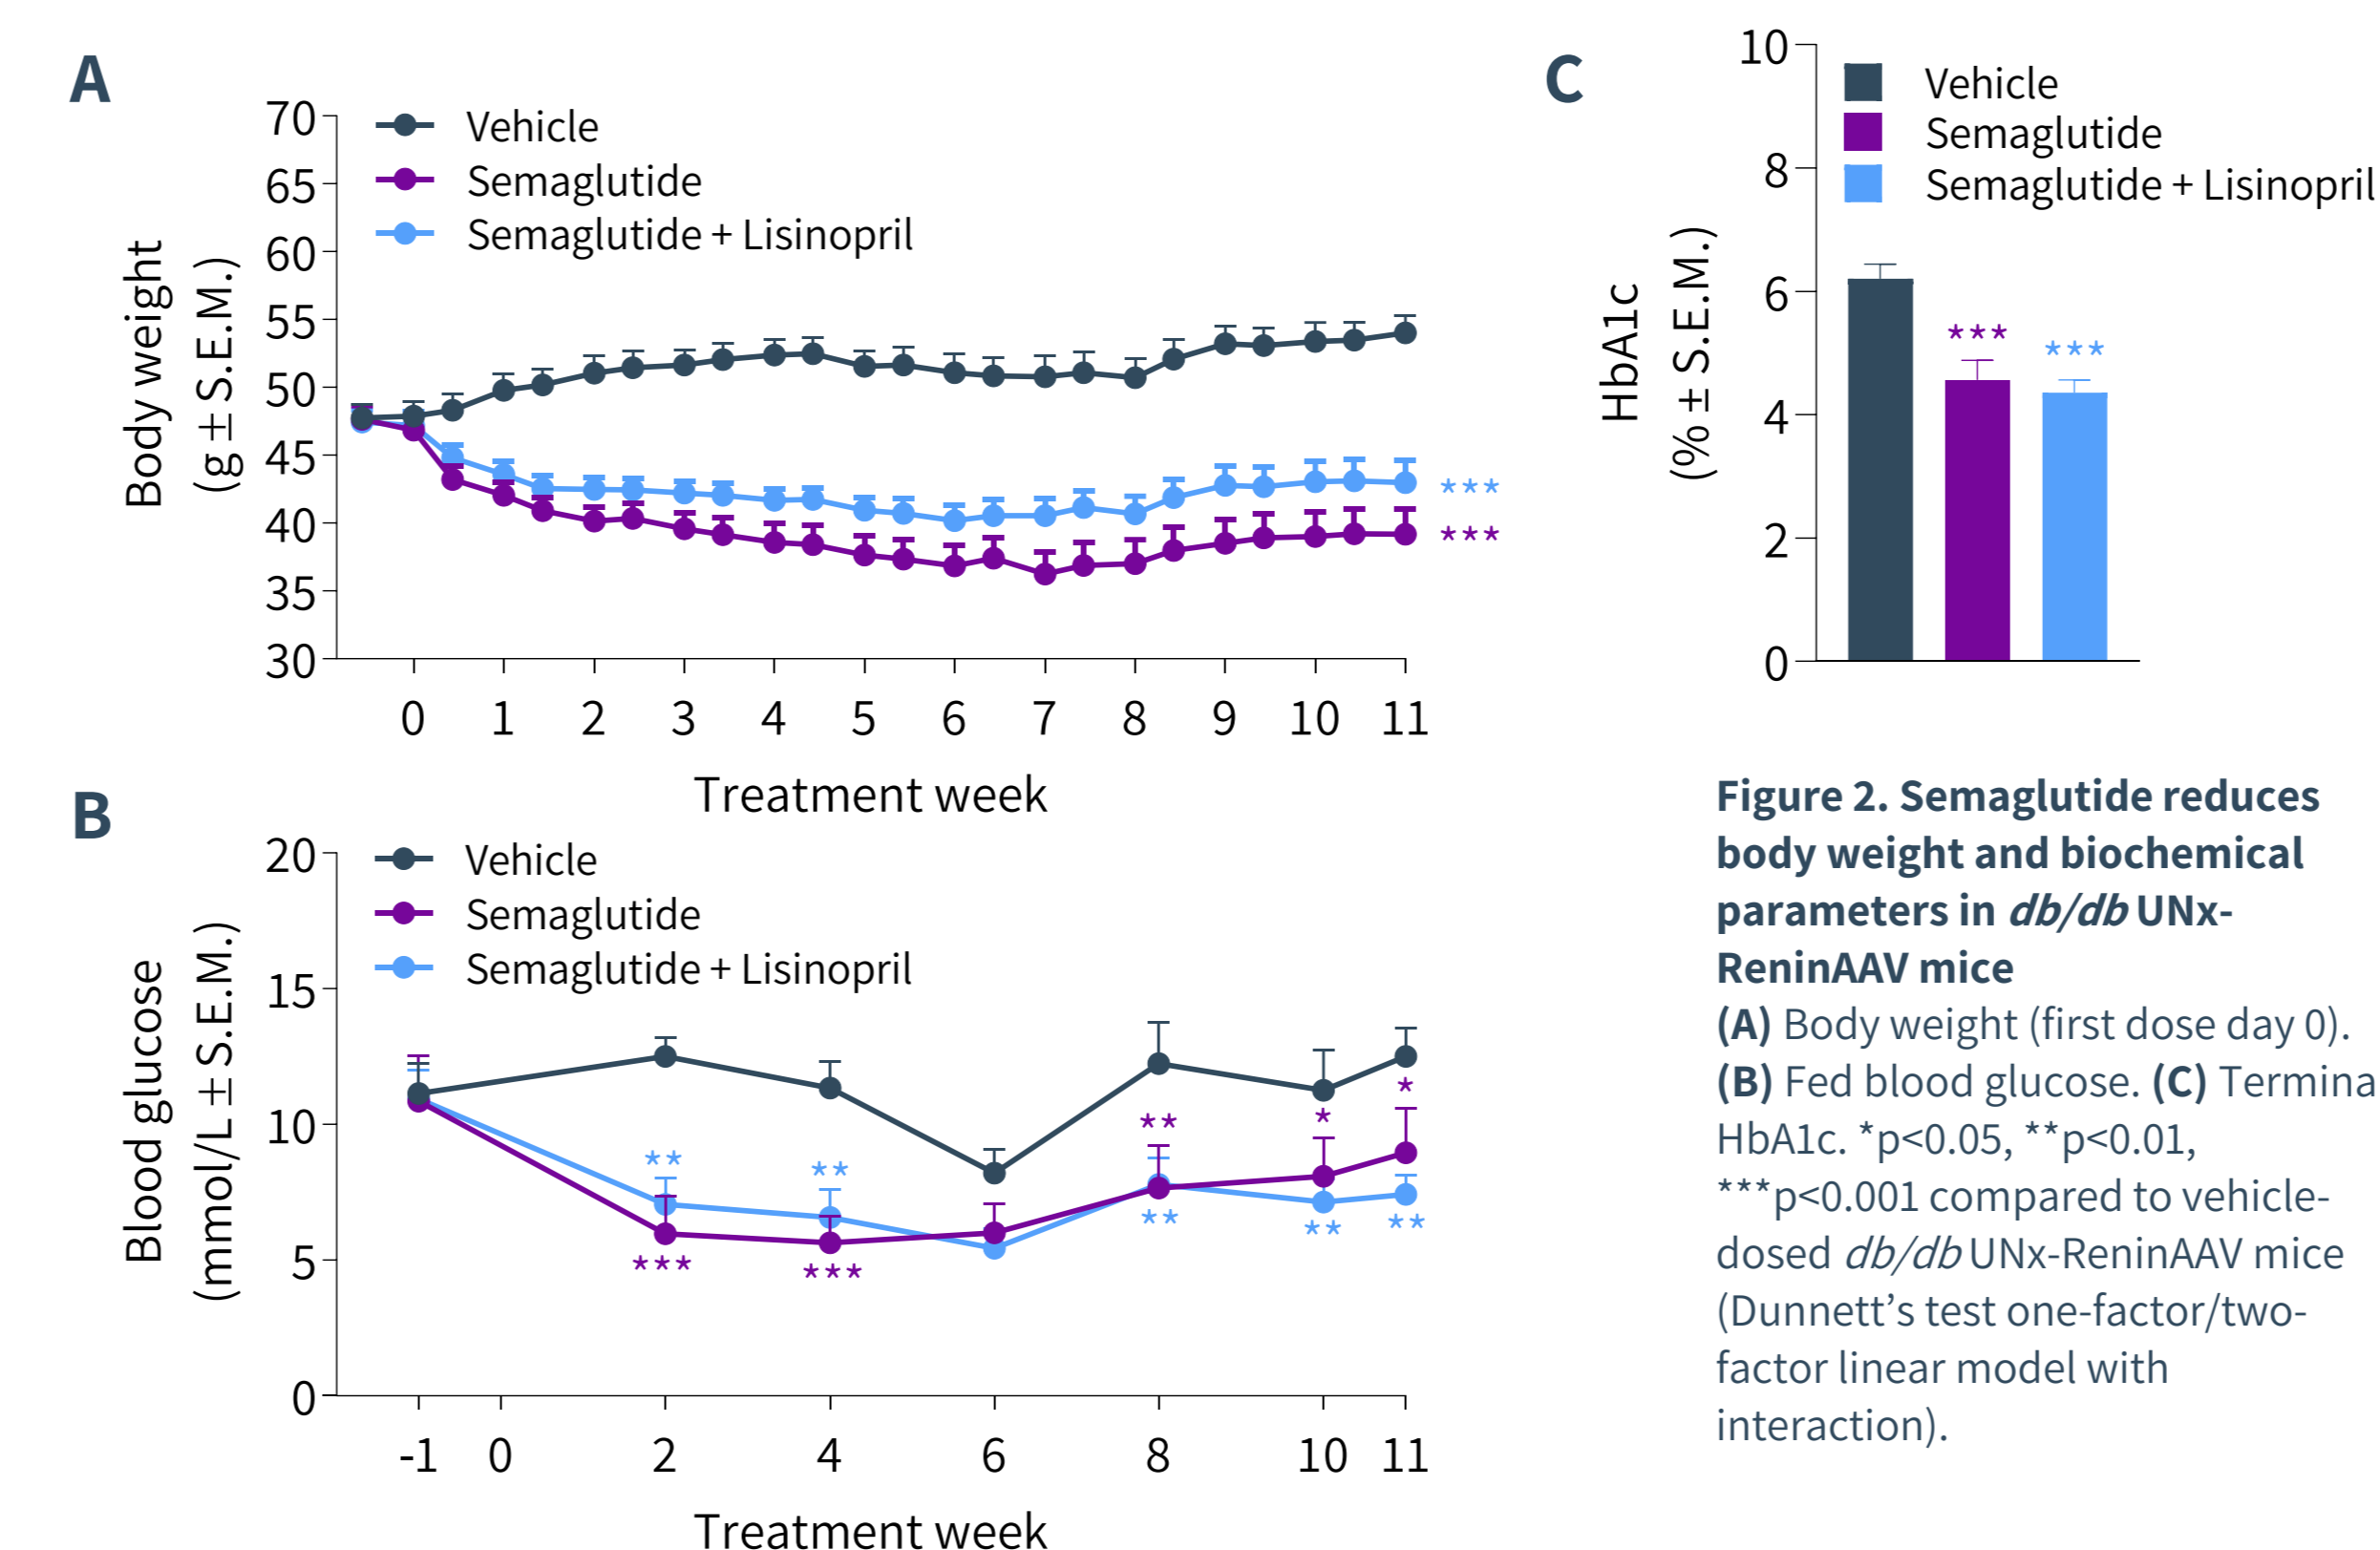 A
70
65
60
55
50
45
40
35
30
Body weight
(g ± S.E.M.)
Vehicle
Semaglutide
Semaglutide + Lisinopril
***
***
0 1 2 3 4 5 6 7 8 9 10 11
Treatment week
B
20
15
10
5
0
Blood glucose
(mmol/L ± S.E.M.)
Vehicle
Semaglutide
Semaglutide + Lisinopril
** ** ** * *
*** *** ** ** **
-1 0 2 4 6 8 10 11
Treatment week
C
10
8
6
4
2
0
HbA1c
(% ± S.E.M.)
Vehicle
Semaglutide
Semaglutide + Lisinopril
***
***
Figure 2. Semaglutide reduces
body weight and biochemical
parameters in db/db UNx-
ReninAAV mice
(A) Body weight (first dose day 0).
(B) Fed blood glucose. (C) Termina
HbA1c. *p<0.05, **p<0.01,
***p<0.001 compared to vehicle-
dosed db/db UNx-ReninAAV mice
(Dunnett’s test one-factor/two-
factor linear model with
interaction).